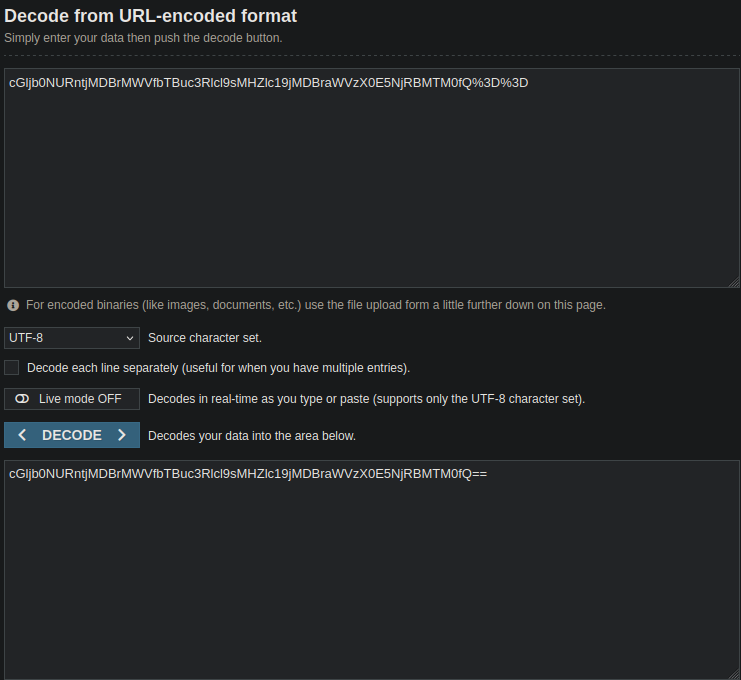 Decode from URL-encoded format
Simply enter your data then push the decode button.
cGljb0NURntjMDBrMWVfbTBuc3Rlcl9sMHZlc19jMDBraWVzX0E5NjRBMTM0fQ%3D%3D
For encoded binaries (like images, documents, etc.) use the file upload form a little further down on this page.
UTF-8 Source character set.
Decode each line separately (useful for when you have multiple entries).
Live mode OFF Decodes in real-time as you type or paste (supports only the UTF-8 character set).
DECODE Decodes your data into the area below.
cGljb0NURntjMDBrMWVfbTBuc3Rlcl9sMHZlc19jMDBraWVzX0E5NjRBMTM0fQ==